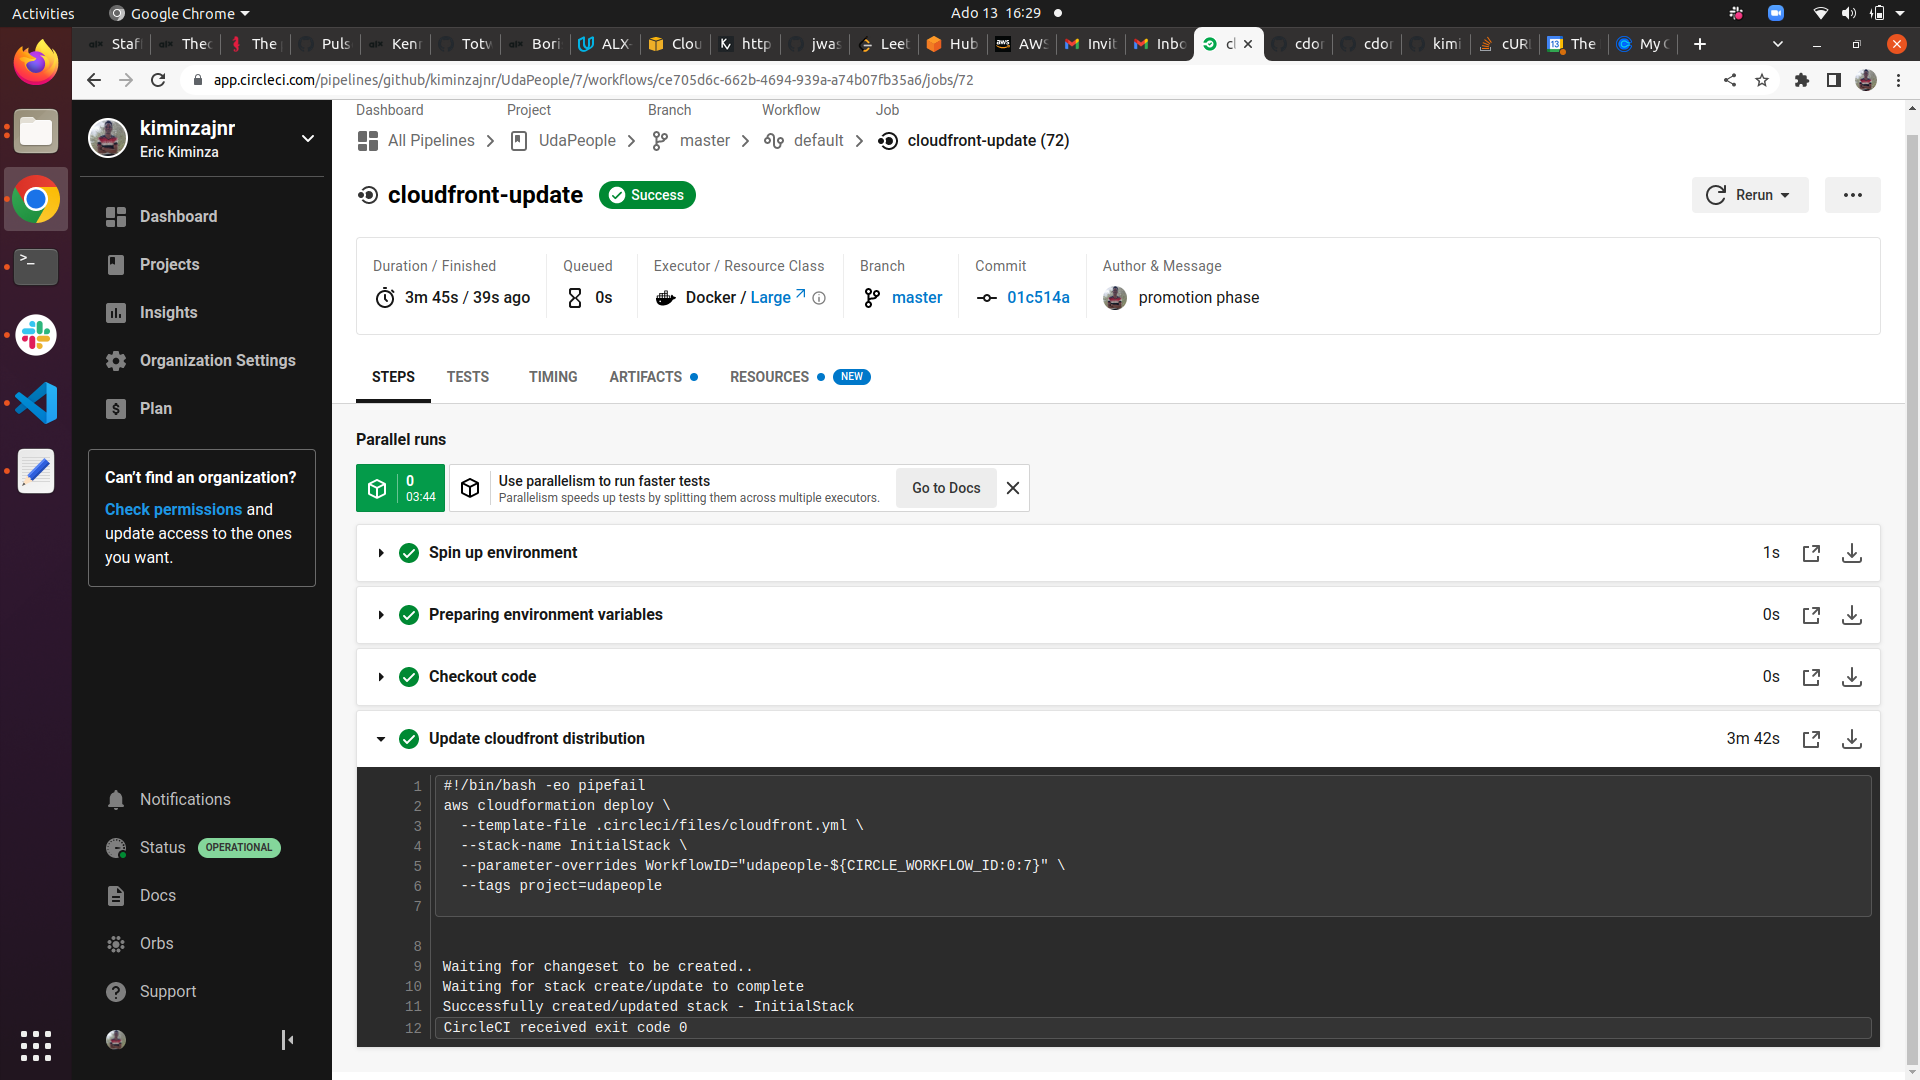 Activities
Google Chrome
Ado 13 16:29
Staf
Theo
The
Puls
Kenr
Totw
Bori
ALX-
Clou
http
jwas
Leet
Hub
AWS
Invit
Inbo
cl
cdor
cdor
kimi
cURL
The
My C
app.circleci.com/pipelines/github/kiminzajnr/UdaPeople/7/workflows/ce705d6c-662b-4694-939a-a74b07fb35a6/jobs/72
kiminzajnr
Eric Kiminza
Dashboard
Projects
Insights
Organization Settings
Plan
Can't find an organization?
Check permissions and
update access to the ones
you want.
Notifications
Status OPERATIONAL
Docs
Orbs
Support
Dashboard Project Branch Workflow Job
All Pipelines UdaPeople master default cloudfront-update (72)
cloudfront-update Success
Rerun
Duration / Finished Queued Executor / Resource Class Branch Commit Author & Message
3m 45s / 39s ago 0s Docker / Large master 01c514a promotion phase
STEPS TESTS TIMING ARTIFACTS RESOURCES NEW
Parallel runs
0
03:44
Use parallelism to run faster tests
Parallelism speeds up tests by splitting them across multiple executors.
Go to Docs
Spin up environment 1s
Preparing environment variables 0s
Checkout code 0s
Update cloudfront distribution 3m 42s
1 #!/bin/bash -eo pipefail
2 aws cloudformation deploy \
3 --template-file .circleci/files/cloudfront.yml \
4 --stack-name InitialStack \
5 --parameter-overrides WorkflowID="udapeople-${CIRCLE_WORKFLOW_ID:0:7}" \
6 --tags project=udapeople
7
8
9 Waiting for changeset to be created..
10 Waiting for stack create/update to complete
11 Successfully created/updated stack - InitialStack
12 CircleCI received exit code 0